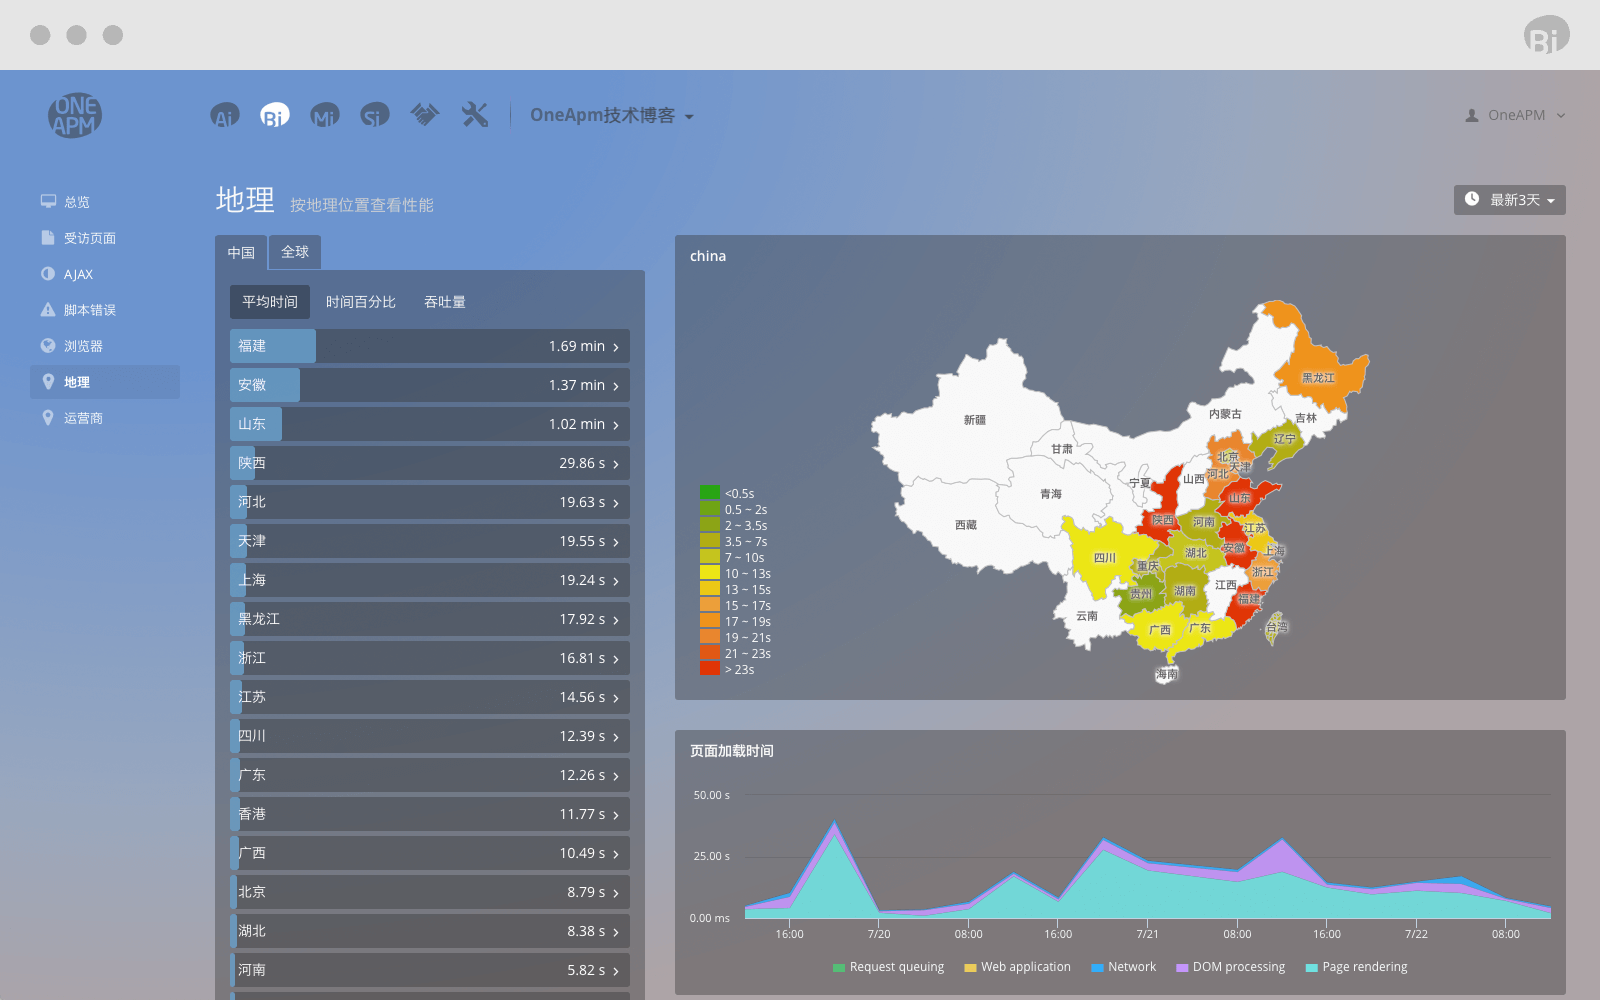 Bi
ONE
APM
Ai
Bi
Mi
Si
OneApm技术博客
OneAPM
总览
受访页面
AJAX
脚本错误
浏览器
地理
运营商
地理 按地理位置查看性能
最新3天
中国 全球
平均时间 时间百分比 吞吐量
福建 1.69 min
安徽 1.37 min
山东 1.02 min
陕西 29.86 s
河北 19.63 s
天津 19.55 s
上海 19.24 s
黑龙江 17.92 s
浙江 16.81 s
江苏 14.56 s
四川 12.39 s
广东 12.26 s
香港 11.77 s
广西 10.49 s
北京 8.79 s
湖北 8.38 s
河南 5.82 s
china
黑龙江
内蒙古
吉林
新疆
辽宁
甘肃
北京
天津
河北
山西
宁夏
青海
山东
西藏
陕西
河南
江苏
安徽
上海
四川
湖北
重庆
浙江
江西
湖南
贵州
福建
云南
广西
广东
台湾
海南
<0.5s
0.5 ~ 2s
2 ~ 3.5s
3.5 ~ 7s
7 ~ 10s
10 ~ 13s
13 ~ 15s
15 ~ 17s
17 ~ 19s
19 ~ 21s
21 ~ 23s
> 23s
页面加载时间
50.00 s
25.00 s
0.00 ms
16:00 7/20 08:00 16:00 7/21 08:00 16:00 7/22 08:00
Request queuing Web application Network DOM processing Page rendering